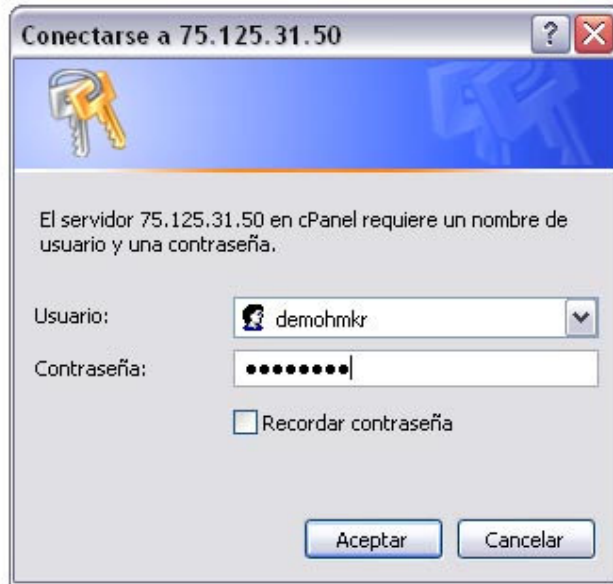 Conectarse a 75.125.31.50
El servidor 75.125.31.50 en cPanel requiere un nombre de
usuario y una contraseña.
Usuario: demohmkr
Contraseña: ●●●●●●●●
Recordar contraseña
Aceptar Cancelar